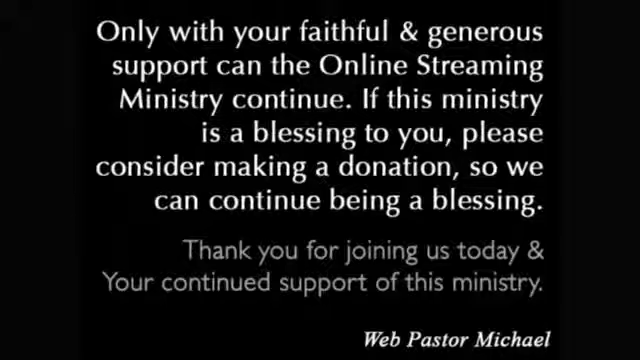 Only with your faithful & generous
support can the Online Streaming
Ministry continue. If this ministry
is a blessing to you, please
consider making a donation, so we
can continue being a blessing.
Thank you for joining us today &
Your continued support of this ministry.
Web Pastor Michael